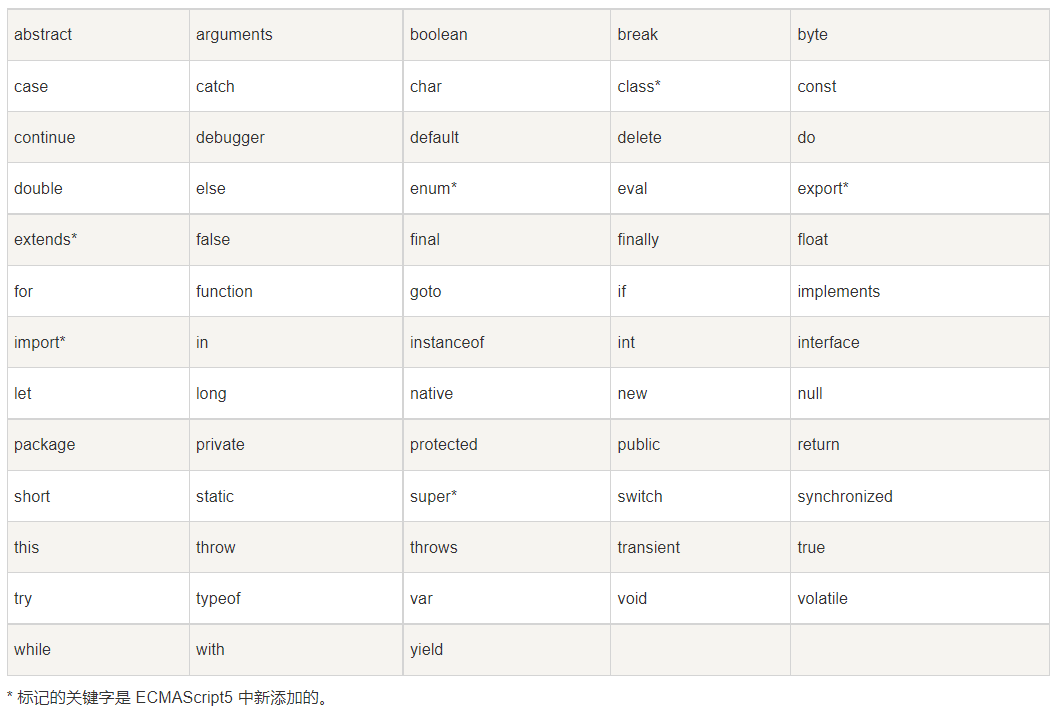 abstract arguments boolean break byte
case catch char class* const
continue debugger default delete do
double else enum* eval export*
extends* false final finally float
for function goto if implements
import* in instanceof int interface
let long native new null
package private protected public return
short static super* switch synchronized
this throw throws transient true
try typeof var void volatile
while with yield
* 标记的关键字是 ECMAScript5 中新添加的。